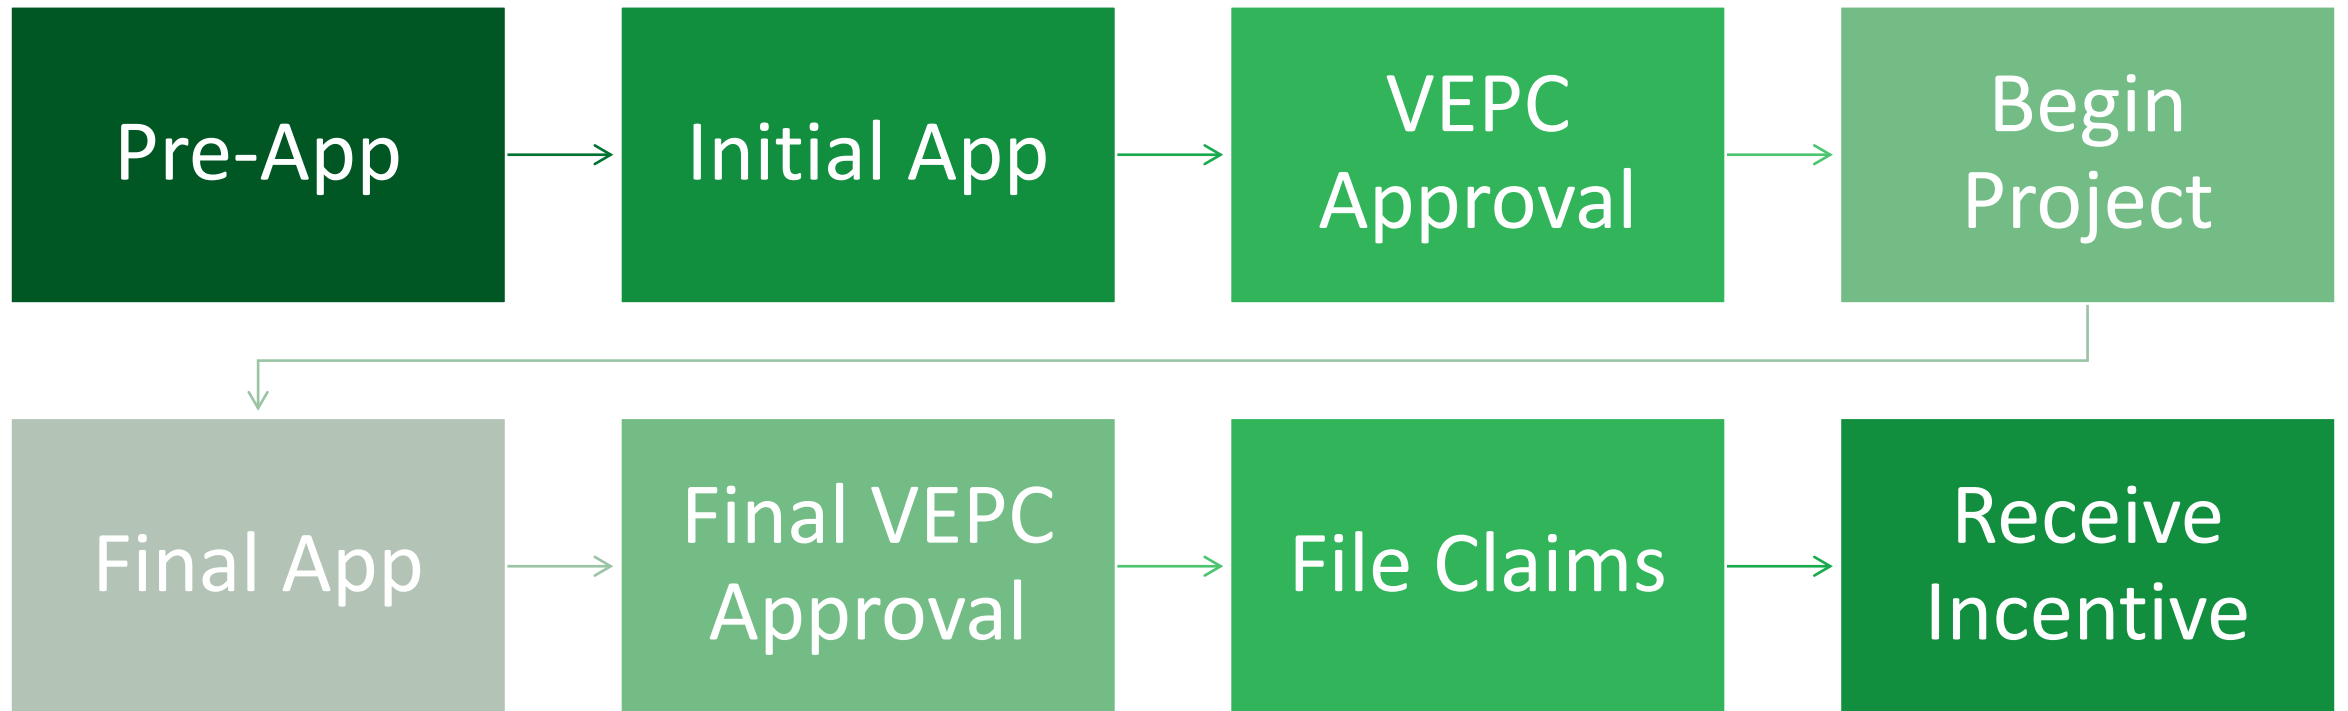 Pre-App
Initial App
VEPC
Approval
Begin
Project
Final App
Final VEPC
Approval
File Claims
Receive
Incentive